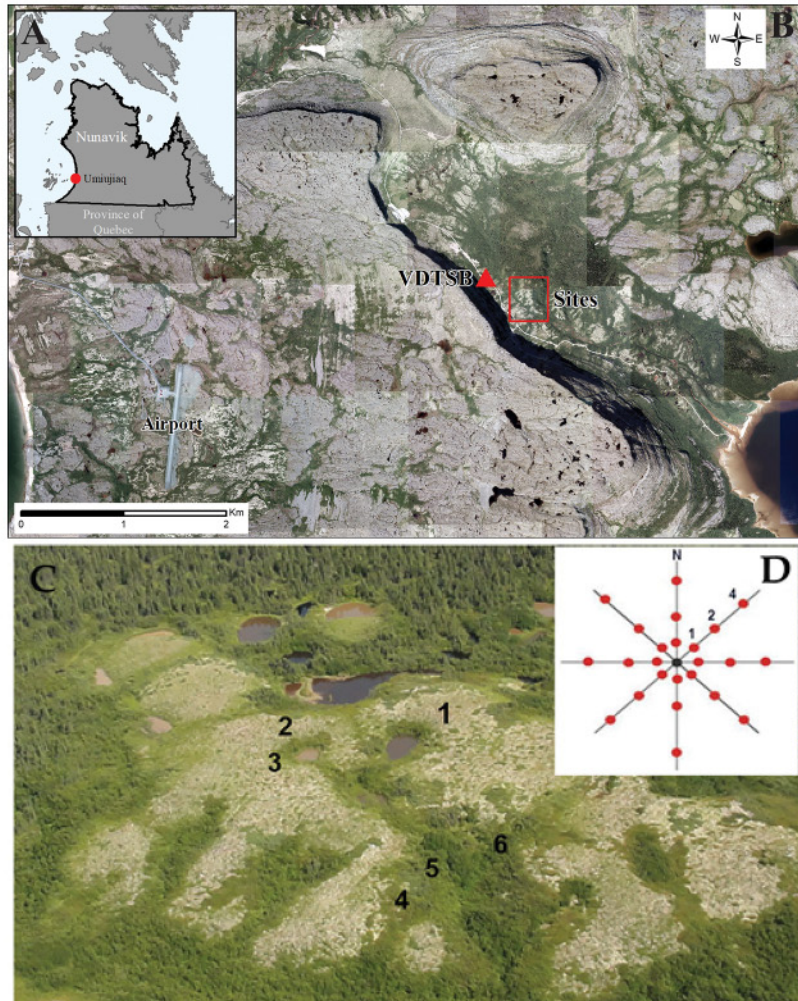 A
Nunavik
Umiujiaq
Province of
Quebec
B
N
W E
S
VDTSB
Sites
Airport
Km
0 1 2
C
1
2
3
4
5
6
D
N
4
2
1